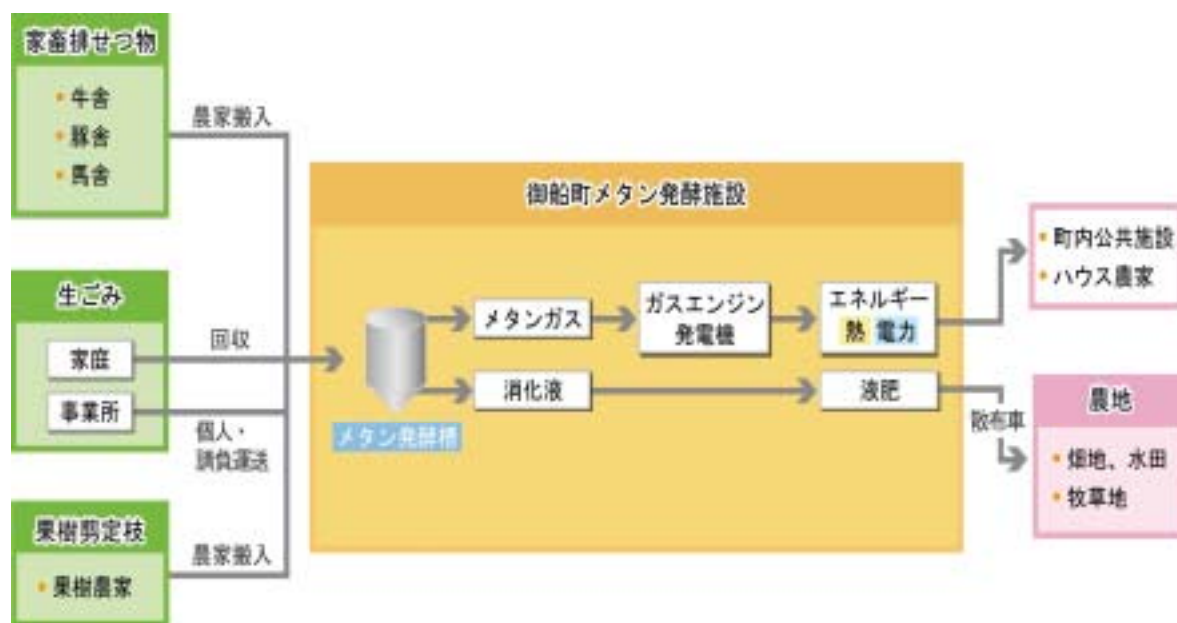 家畜排せつ物
・牛舎
・豚舎
・馬舎
農家搬入
生ごみ
家庭
事業所
回収
個人・
請負運送
果樹剪定枝
・果樹農家
農家搬入
御船町メタン発酵施設
メタン発酵槽
メタンガス
ガスエンジン
発電機
エネルギー
熱 電力
消化液
液肥
・町内公共施設
・ハウス農家
散布車
農地
・畑地、水田
・牧草地